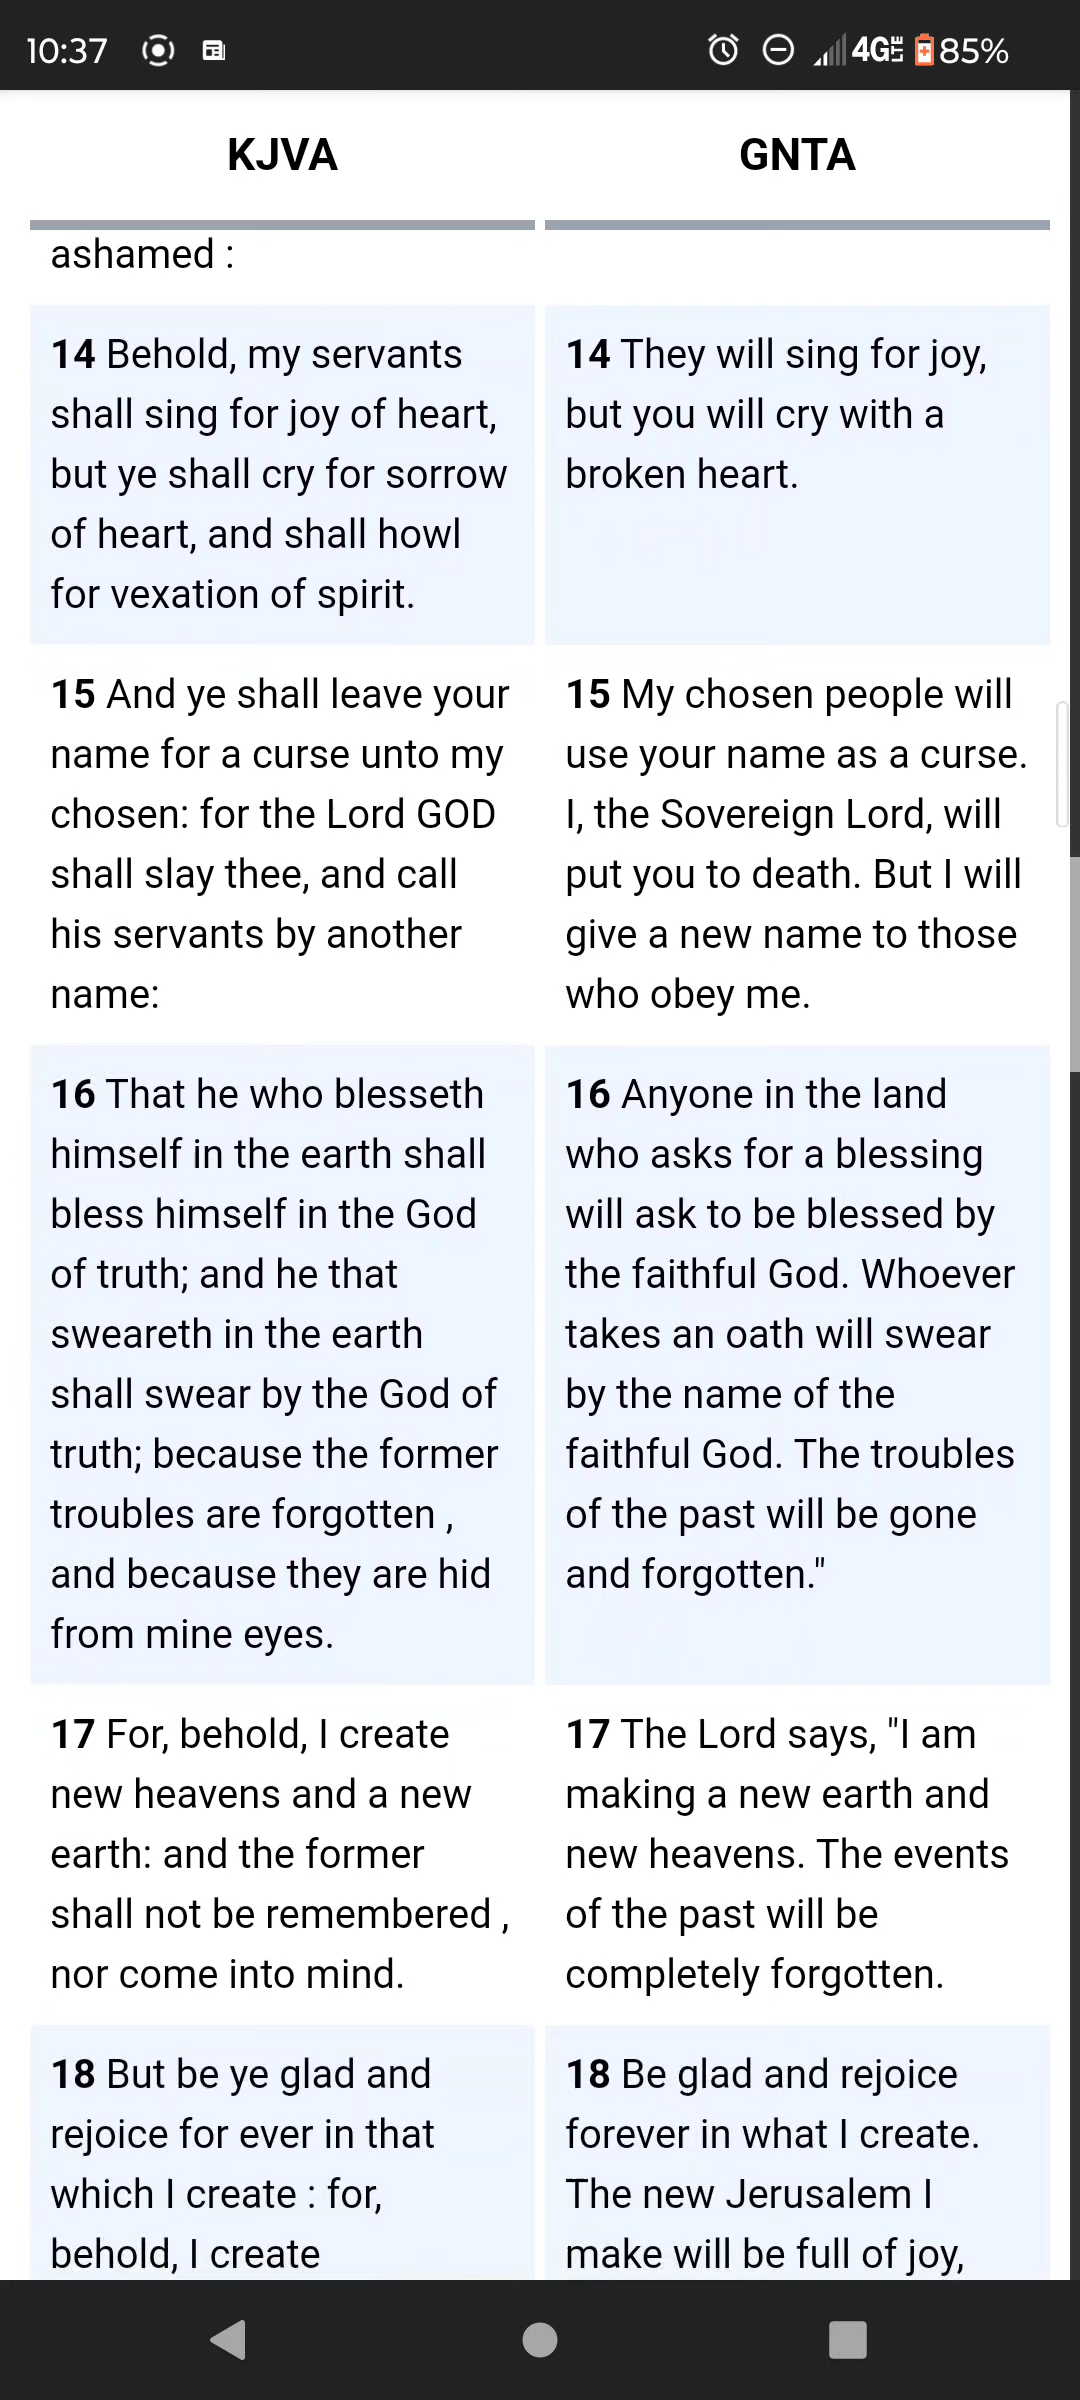 10:37
4G LTE 85%
KJVA
GNTA
ashamed :
14 Behold, my servants
shall sing for joy of heart,
but ye shall cry for sorrow
of heart, and shall howl
for vexation of spirit.
14 They will sing for joy,
but you will cry with a
broken heart.
15 And ye shall leave your
name for a curse unto my
chosen: for the Lord GOD
shall slay thee, and call
his servants by another
name:
15 My chosen people will
use your name as a curse.
I, the Sovereign Lord, will
put you to death. But I will
give a new name to those
who obey me.
16 That he who blesseth
himself in the earth shall
bless himself in the God
of truth; and he that
sweareth in the earth
shall swear by the God of
truth; because the former
troubles are forgotten ,
and because they are hid
from mine eyes.
16 Anyone in the land
who asks for a blessing
will ask to be blessed by
the faithful God. Whoever
takes an oath will swear
by the name of the
faithful God. The troubles
of the past will be gone
and forgotten."
17 For, behold, I create
new heavens and a new
earth: and the former
shall not be remembered ,
nor come into mind.
17 The Lord says, "I am
making a new earth and
new heavens. The events
of the past will be
completely forgotten.
18 But be ye glad and
rejoice for ever in that
which I create : for,
behold, I create
18 Be glad and rejoice
forever in what I create.
The new Jerusalem I
make will be full of joy,